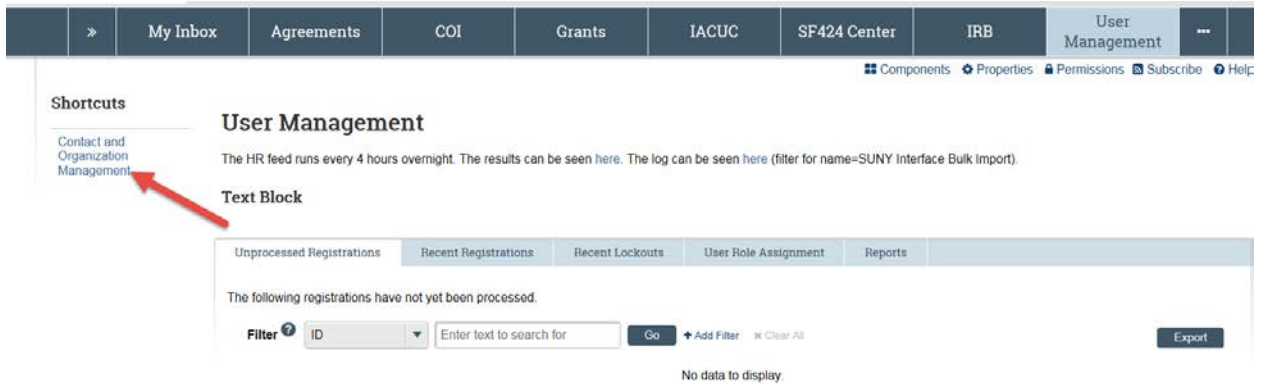 » My Inbox Agreements COI Grants IACUC SF424 Center IRB User Management ...
Components Properties Permissions Subscribe Help
Shortcuts
Contact and
Organization
Management
User Management
The HR feed runs every 4 hours overnight. The results can be seen here. The log can be seen here (filter for name=SUNY Interface Bulk Import).
Text Block
Unprocessed Registrations Recent Registrations Recent Lockouts User Role Assignment Reports
The following registrations have not yet been processed.
Filter ? ID Enter text to search for Go + Add Filter x Clear All Export
No data to display.